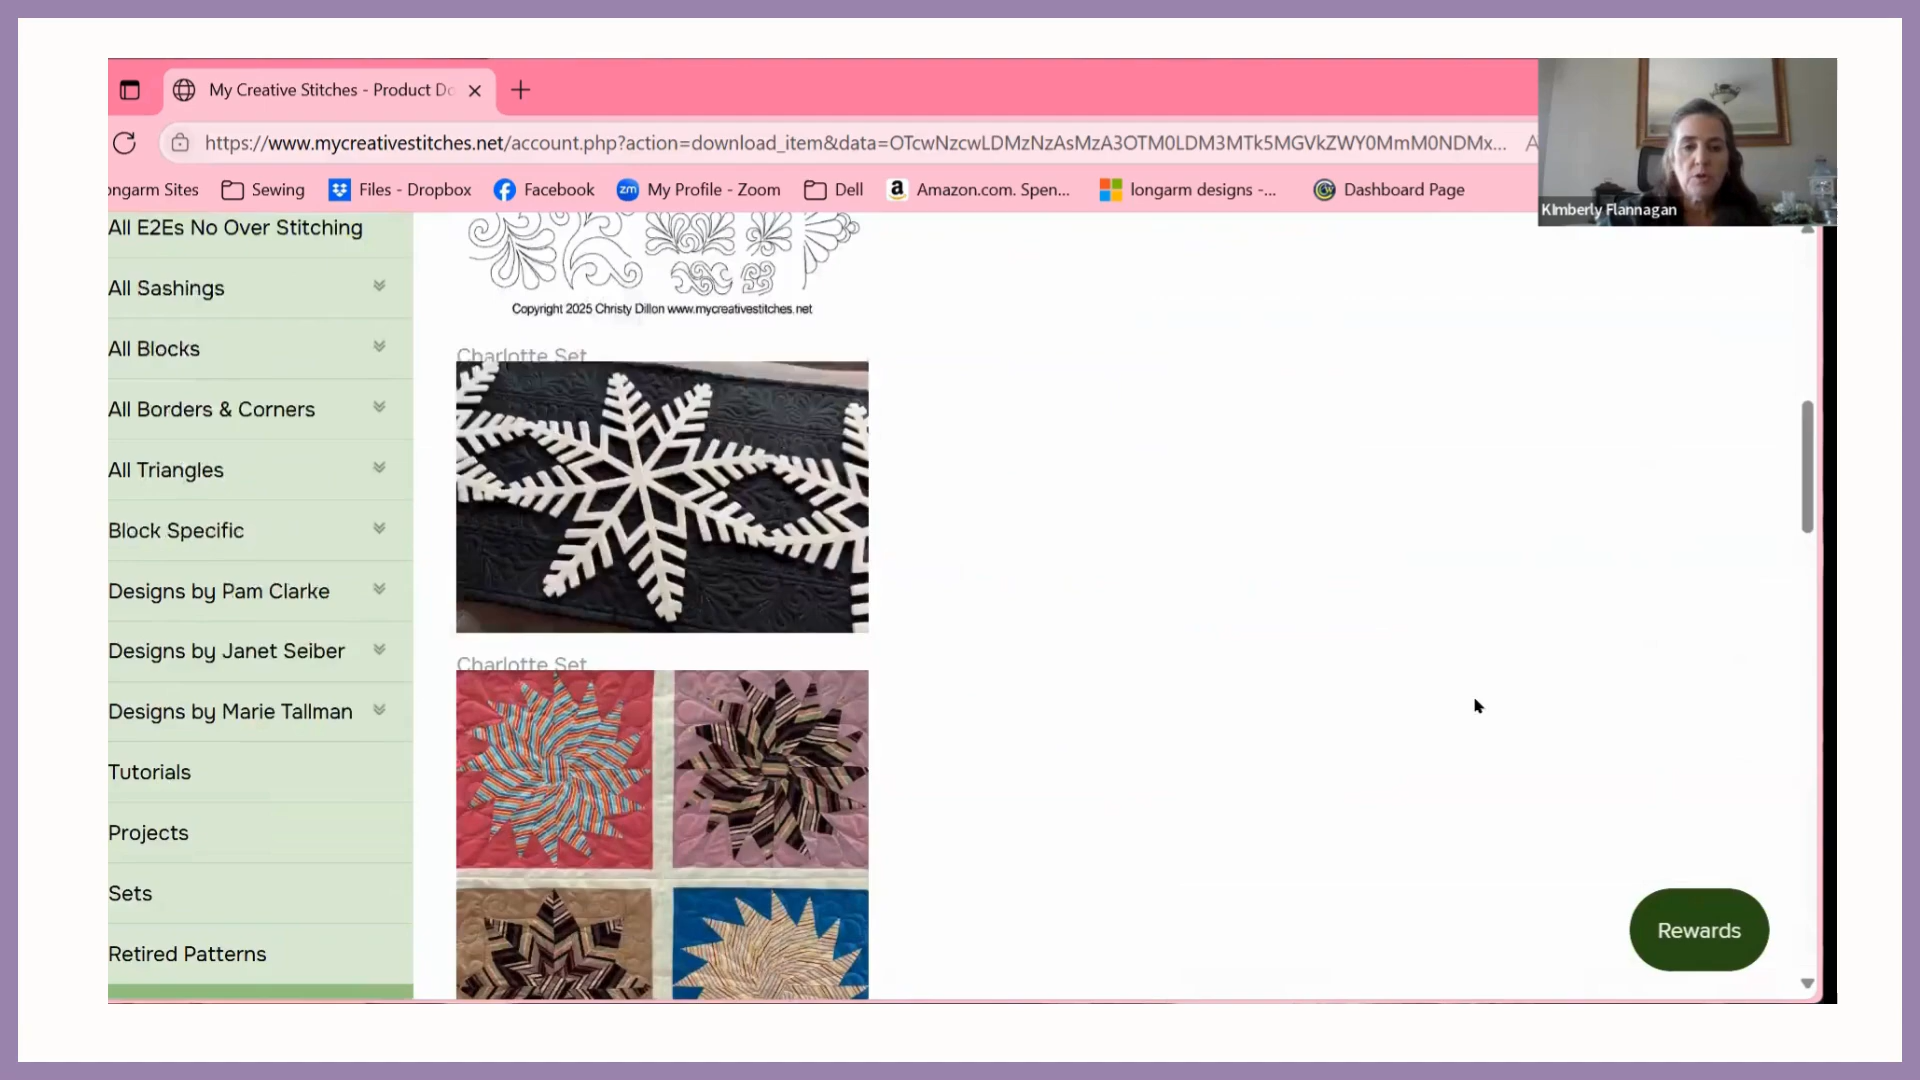 My Creative Stitches - Product Do
https://www.mycreativestitches.net/account.php?action=download_item&data=OTcwNzcwLDMzNzAsMzA3OTM0LDM3MTk5MGVkZWY0MmM0NDMx...
ongarm Sites
Sewing
Files - Dropbox
Facebook
zm
My Profile - Zoom
Dell
a
Amazon.com. Spen...
longarm designs -...
Dashboard Page
KImberly Flannagan
All E2Es No Over Stitching
All Sashings
All Blocks
All Borders & Corners
All Triangles
Block Specific
Designs by Pam Clarke
Designs by Janet Seiber
Designs by Marie Tallman
Tutorials
Projects
Sets
Retired Patterns
Copyright 2025 Christy Dillon www.mycreativestitches.net
Charlotte Set
Charlotte Set
Rewards